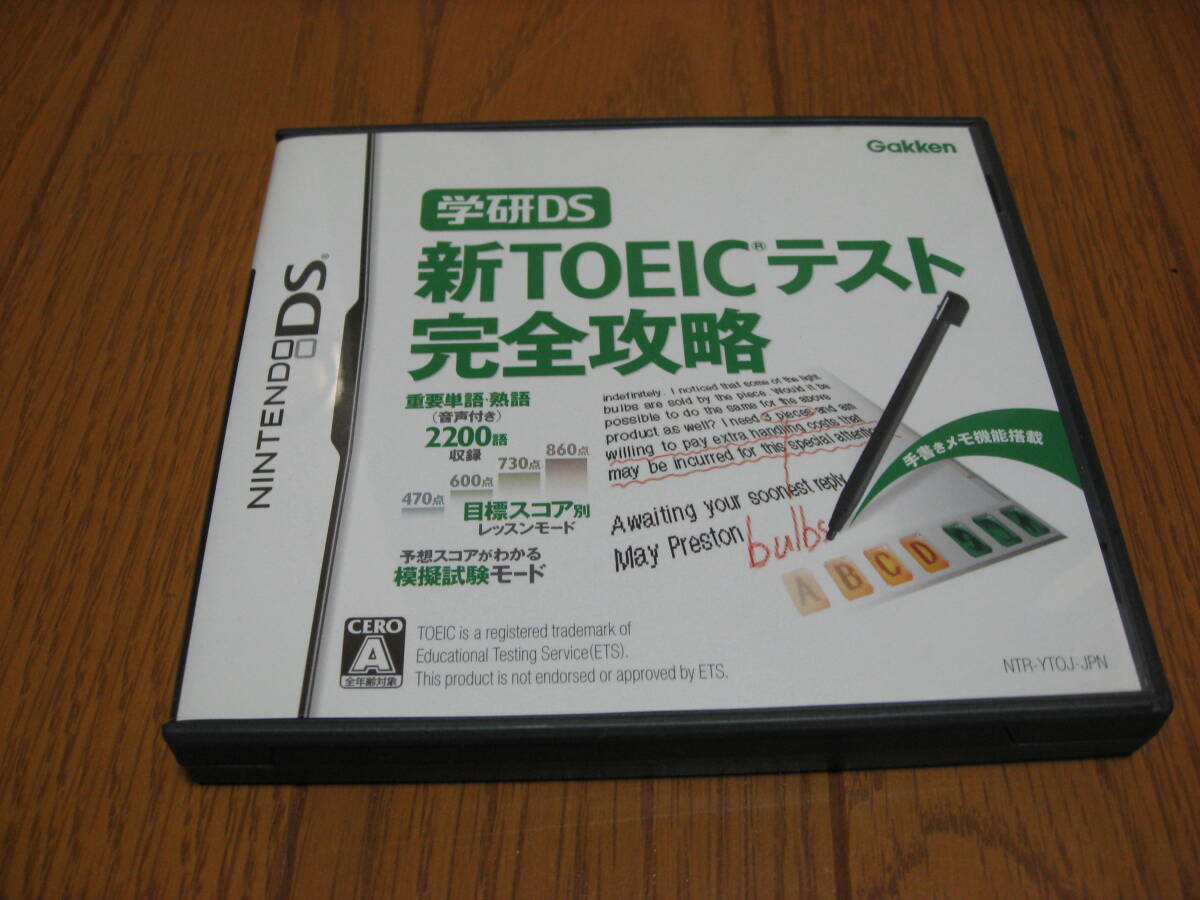 NINTENDODS®
Gakken
学研DS
新TOEIC®テスト
完全攻略
重要単語・熟語
(音声付き)
2200語
収録
470点
600点
730点
860点
目標スコア別
レッスンモード
予想スコアがわかる
模擬試験モード
indefinitely. I noticed that some of the light
bulbs are sold by the piece. Would it be
possible to do the same for the above
product as well? I need 3 pieces and am
willing to pay extra handling costs that
may be incurred for this special attention
Awaiting your soonest reply
May Preston
bulbs
手書きメモ機能搭載
A B C D
CERO
A
全年齢対象
TOEIC is a registered trademark of
Educational Testing Service(ETS).
This product is not endorsed or approved by ETS.
NTR-YTOJ-JPN